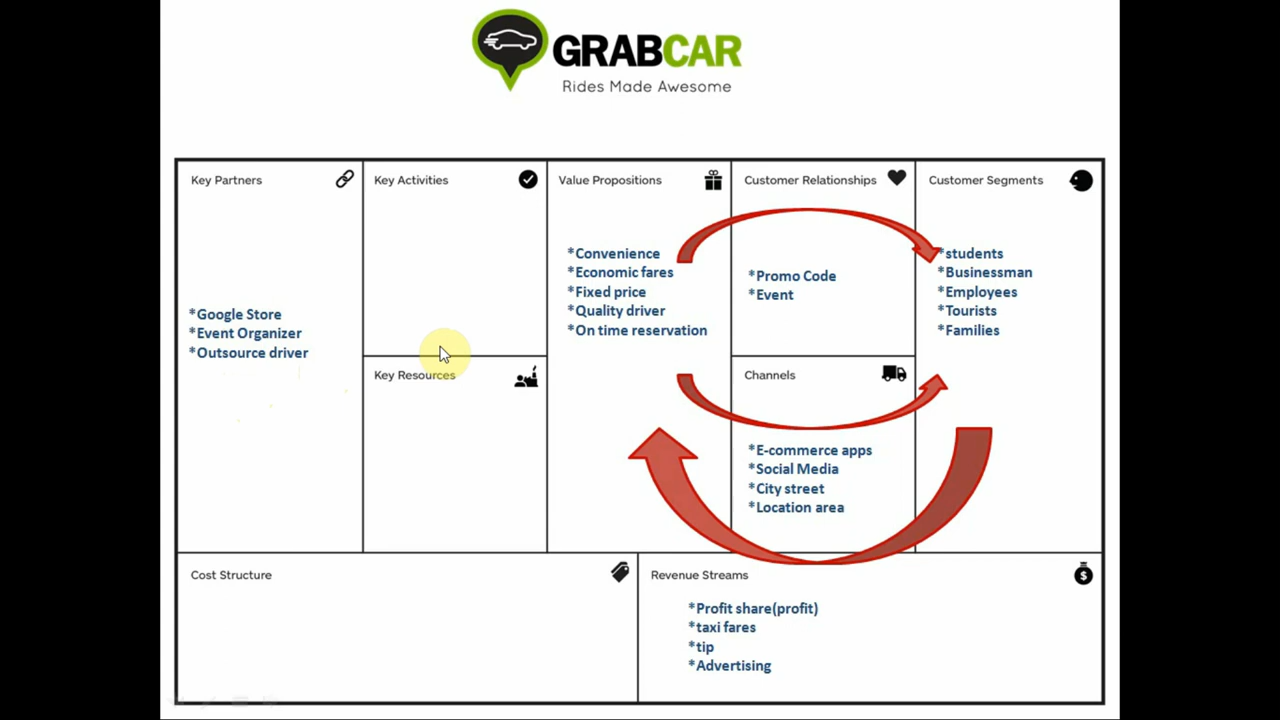 GRABCAR
Rides Made Awesome
Key Partners
*Google Store
*Event Organizer
*Outsource driver
Key Activities
Key Resources
Value Propositions
*Convenience
*Economic fares
*Fixed price
*Quality driver
*On time reservation
Customer Relationships
*Promo Code
*Event
Channels
*E-commerce apps
*Social Media
*City street
*Location area
Customer Segments
*students
*Businessman
*Employees
*Tourists
*Families
Cost Structure
Revenue Streams
*Profit share(profit)
*taxi fares
*tip
*Advertising